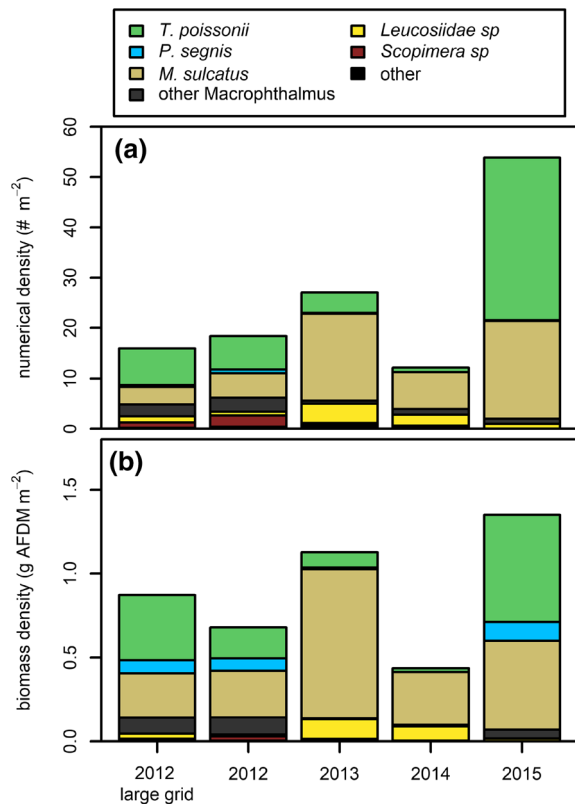 T. poissonii
P. segnis
M. sulcatus
other Macrophthalmus
Leucosiidae sp
Scopimera sp
other
(a)
numerical density (# m⁻²)
60
50
40
30
20
10
0
(b)
biomass density (g AFDM m⁻²)
1.5
1.0
0.5
0.0
2012
large grid
2012
2013
2014
2015